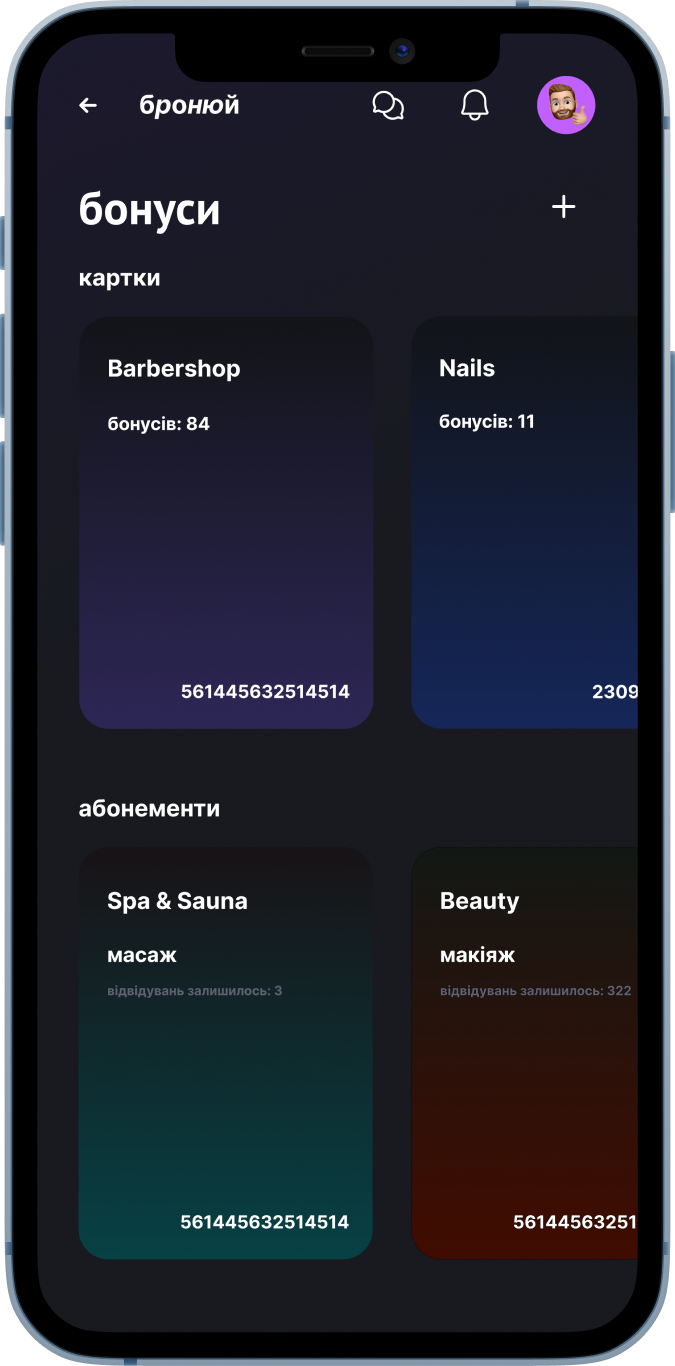 бронюй
бонуси
картки
Barbershop
бонусів: 84
561445632514514
Nails
бонусів: 11
2309
абонементи
Spa & Sauna
масаж
відвідувань залишилось: 3
561445632514514
Beauty
макіяж
відвідувань залишилось: 322
56144563251